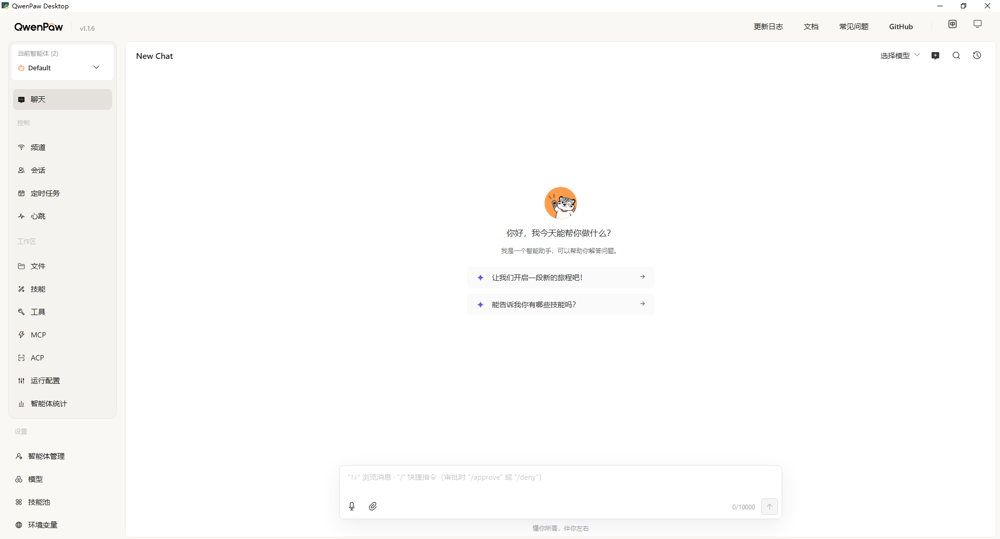 QwenPaw Desktop
QwenPaw
v1.1.6
更新日志
文档
常见问题
GitHub
中
当前智能体 (2)
Default
聊天
控制
频道
会话
定时任务
心跳
工作区
文件
技能
工具
MCP
ACP
运行配置
智能体统计
设置
智能体管理
模型
技能池
环境变量
New Chat
选择模型
你好，我今天能帮你做什么？
我是一个智能助手，可以帮助你解答问题。
让我们开启一段新的旅程吧！
能告诉我你有哪些技能吗？
"↑↓" 浏览消息 · "/" 快捷指令（审批时 "/approve" 或 "/deny"）
0/10000
懂你所需，伴你左右